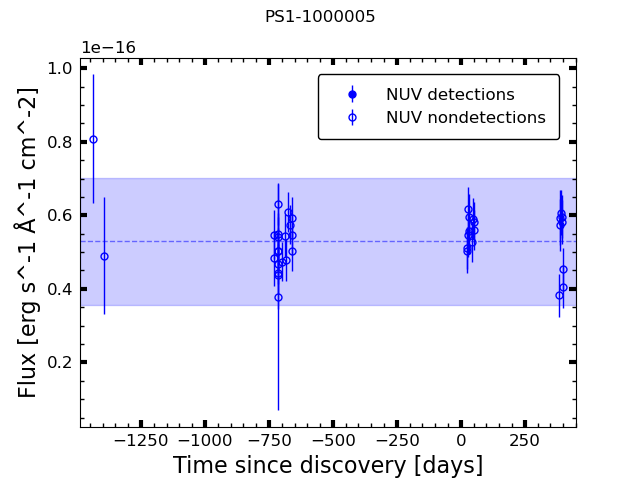 PS1-1000005
1e−16
1.0
0.8
0.6
0.4
0.2
Flux [erg s^-1 Å^-1 cm^-2]
NUV detections
NUV nondetections
−1250 −1000 −750 −500 −250 0 250
Time since discovery [days]